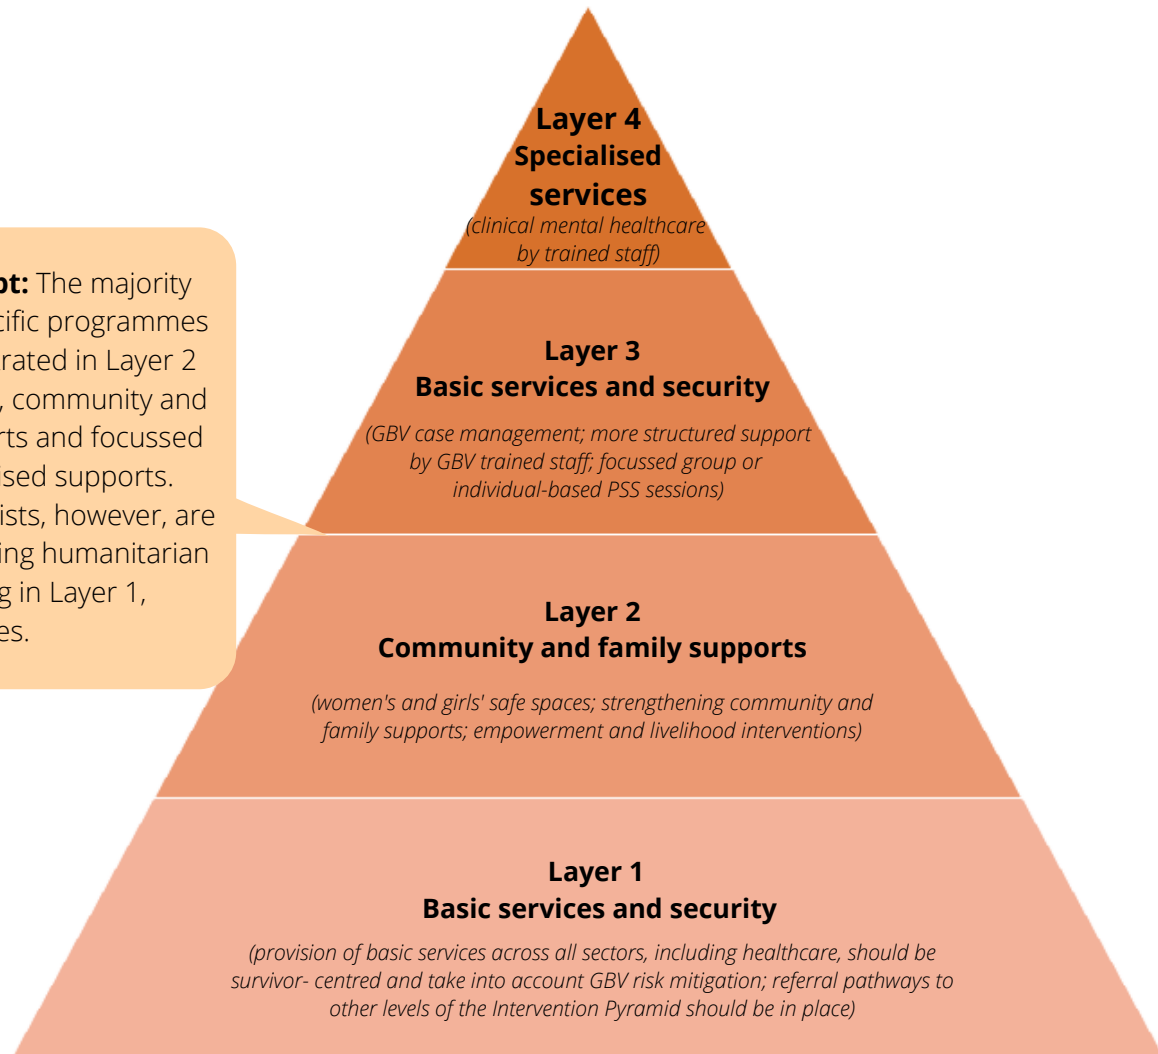 Layer 4
Specialised
services
(clinical mental healthcare
by trained staff)
pt: The majority
cific programmes
rated in Layer 2
, community and
rts and focussed
ised supports.
ists, however, are
ing humanitarian
g in Layer 1,
es.
Layer 3
Basic services and security
(GBV case management; more structured support
by GBV trained staff; focussed group or
individual-based PSS sessions)
Layer 2
Community and family supports
(women's and girls' safe spaces; strengthening community and
family supports; empowerment and livelihood interventions)
Layer 1
Basic services and security
(provision of basic services across all sectors, including healthcare, should be
survivor- centred and take into account GBV risk mitigation; referral pathways to
other levels of the Intervention Pyramid should be in place)